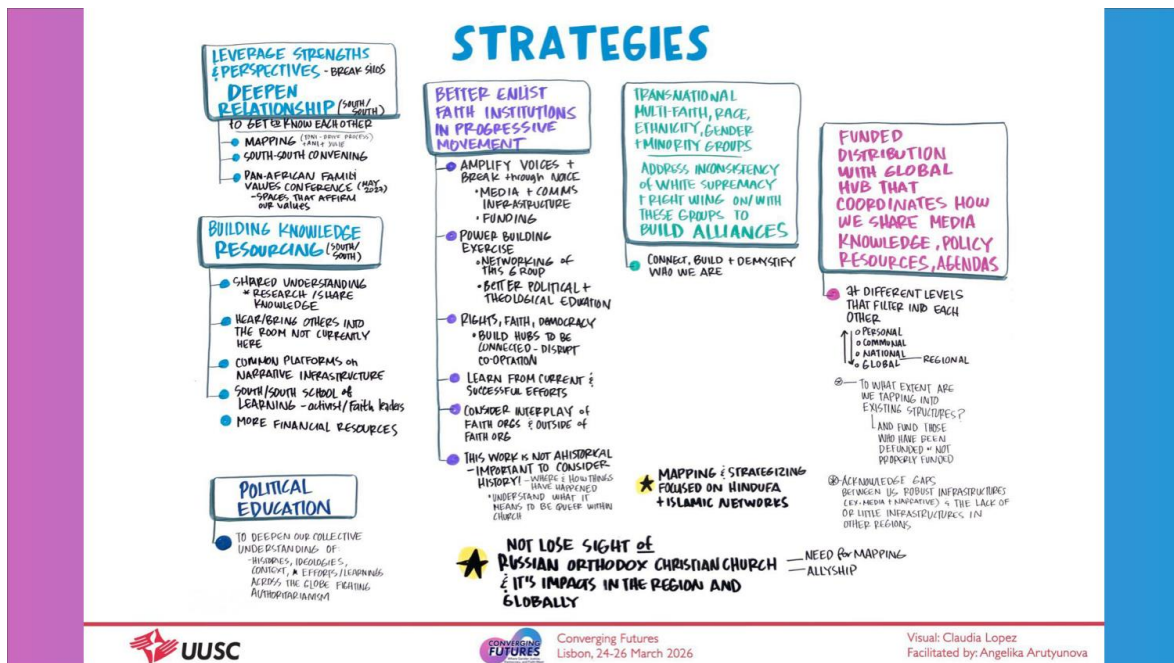 STRATEGIES
LEVERAGE STRENGTHS
& PERSPECTIVES - BREAK SILOS
DEEPEN
RELATIONSHIP (SOUTH/
SOUTH)
TO GET TO KNOW EACH OTHER
MAPPING
SOUTH-SOUTH CONVENING
PAN-AFRICAN FAMILY
VALUES CONFERENCE (MAY
- SPACES THAT AFFIRM
OUR VALUES
BUILDING KNOWLEDGE
RESOURCING (SOUTH/
SOUTH)
SHARED UNDERSTANDING
* RESEARCH / SHARE
KNOWLEDGE
HEAR/BRING OTHERS INTO
THE ROOM NOT CURRENTLY
HERE
COMMON PLATFORMS on
NARRATIVE INFRASTRUCTURE
SOUTH/SOUTH SCHOOL of
LEARNING - activist/Faith leaders
MORE FINANCIAL RESOURCES
POLITICAL
EDUCATION
TO DEEPEN OUR COLLECTIVE
UNDERSTANDING OF:
- HISTORIES, IDEOLOGIES,
CONTEXT, * EFFORTS/LEARNING
ACROSS THE GLOBE FIGHTING
AUTHORITARIANISM
BETTER ENLIST
FAITH INSTITUTIONS
IN PROGRESSIVE
MOVEMENT
AMPLIFY VOICES +
BREAK through NOICE
• MEDIA + COMMS
INFRASTRUCTURE
• FUNDING
POWER BUILDING
EXERCISE
• NETWORKING OF
THIS GROUP
• BETTER POLITICAL +
THEOLOGICAL EDUCATION
RIGHTS, FAITH, DEMOCRACY
• BUILD HUBS TO BE
CONNECTED - DISRUPT
CO-OPTATION
LEARN FROM CURRENT &
SUCCESSFUL EFFORTS
CONSIDER INTERPLAY of
FAITH ORGS & OUTSIDE OF
FAITH ORG
THIS WORK IS NOT AHISTORICAL
- IMPORTANT TO CONSIDER
HISTORY! - WHERE & HOW THINGS
HAVE HAPPENED
• UNDERSTAND WHAT IT
MEANS TO BE QUEER WITHIN
CHURCH
TRANSNATIONAL
MULTI-FAITH, RACE,
ETHNICITY, GENDER
+ MINORITY GROUPS
ADDRESS INCONSISTENCY
of WHITE SUPREMACY
+ RIGHT WING ON/WITH
THESE GROUPS TO
BUILD ALLIANCES
CONNECT, BUILD + DEMYSTIFY
WHO WE ARE
MAPPING & STRATEGIZING
FOCUSED ON HINDUFA
+ ISLAMIC NETWORKS
FUNDED
DISTRIBUTION
WITH GLOBAL
HUB THAT
COORDINATES HOW
WE SHARE MEDIA
KNOWLEDGE, POLICY
RESOURCES, AGENDAS
DIFFERENT LEVELS
THAT FILTER INTO EACH
OTHER
PERSONAL
COMMUNAL
NATIONAL
GLOBAL — REGIONAL
— TO WHAT EXTENT ARE
WE TAPPING INTO
EXISTING STRUCTURES?
AND FUND THOSE
WHO HAVE BEEN
DEFUNDED or NOT
PROPERLY FUNDED
- ACKNOWLEDGE GAPS
BETWEEN US ROBUST INFRASTRUCTURES
(EX-MEDIA + NARRATIVE) & THE LACK OF
OR LITTLE INFRASTRUCTURES IN
OTHER REGIONS
NOT LOSE SIGHT of
RUSSIAN ORTHODOX CHRISTIAN CHURCH
& IT'S IMPACTS IN THE REGION AND
GLOBALLY
— NEED for MAPPING
— ALLYSHIP
UUSC
CONVERGING
FUTURES
Converging Futures
Lisbon, 24-26 March 2026
Visual: Claudia Lopez
Facilitated by: Angelika Arutyunova